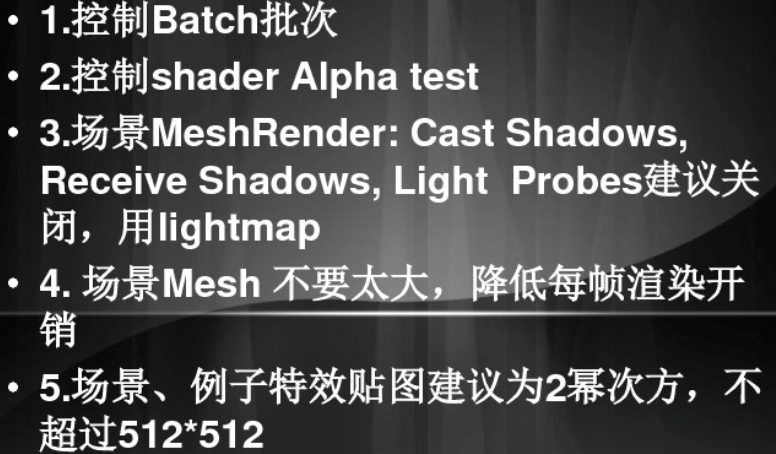 • 1.控制Batch批次
• 2.控制shader Alpha test
• 3.场景MeshRender: Cast Shadows,
Receive Shadows, Light Probes建议关
闭，用lightmap
• 4. 场景Mesh 不要太大，降低每帧渲染开
销
• 5.场景、例子特效贴图建议为2幂次方，不
超过512*512